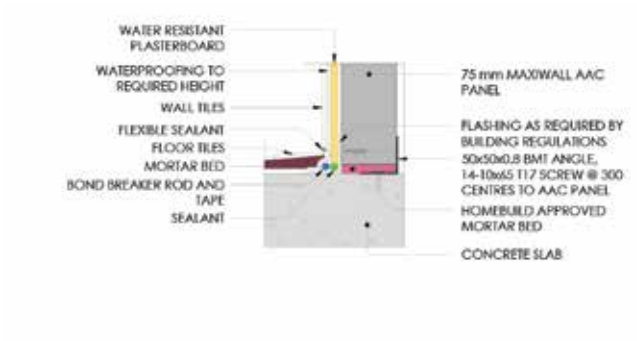 WATER RESISTANT
PLASTERBOARD
WATERPROOFING TO
REQUIRED HEIGHT
WALL TILES
FLEXIBLE SEALANT
FLOOR TILES
MORTAR BED
BOND BREAKER ROD AND
TAPE
SEALANT
75 mm MAXIWALL AAC
PANEL
FLASHING AS REQUIRED BY
BUILDING REGULATIONS
50x50x0.8 BMT ANGLE,
14-10x65 T17 SCREW @ 300
CENTRES TO AAC PANEL
HOMEBUILD APPROVED
MORTAR BED
CONCRETE SLAB